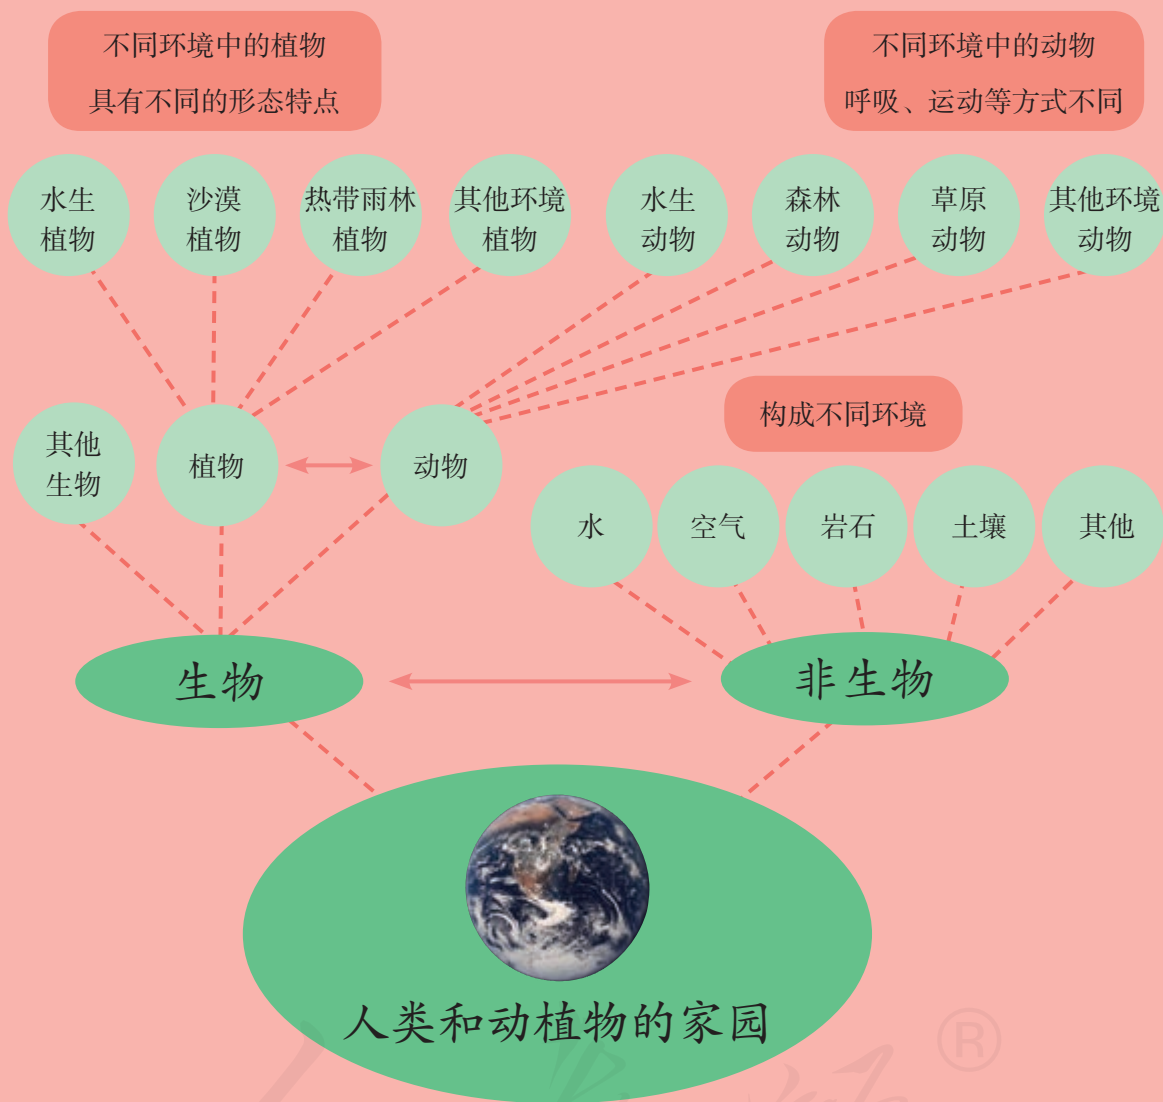 不同环境中的植物
具有不同的形态特点
不同环境中的动物
呼吸、运动等方式不同
水生
植物
沙漠
植物
热带雨林
植物
其他环境
植物
水生
动物
森林
动物
草原
动物
其他环境
动物
构成不同环境
其他
生物
植物
动物
水
空气
岩石
土壤
其他
生物
非生物
人类和动植物的家园
®